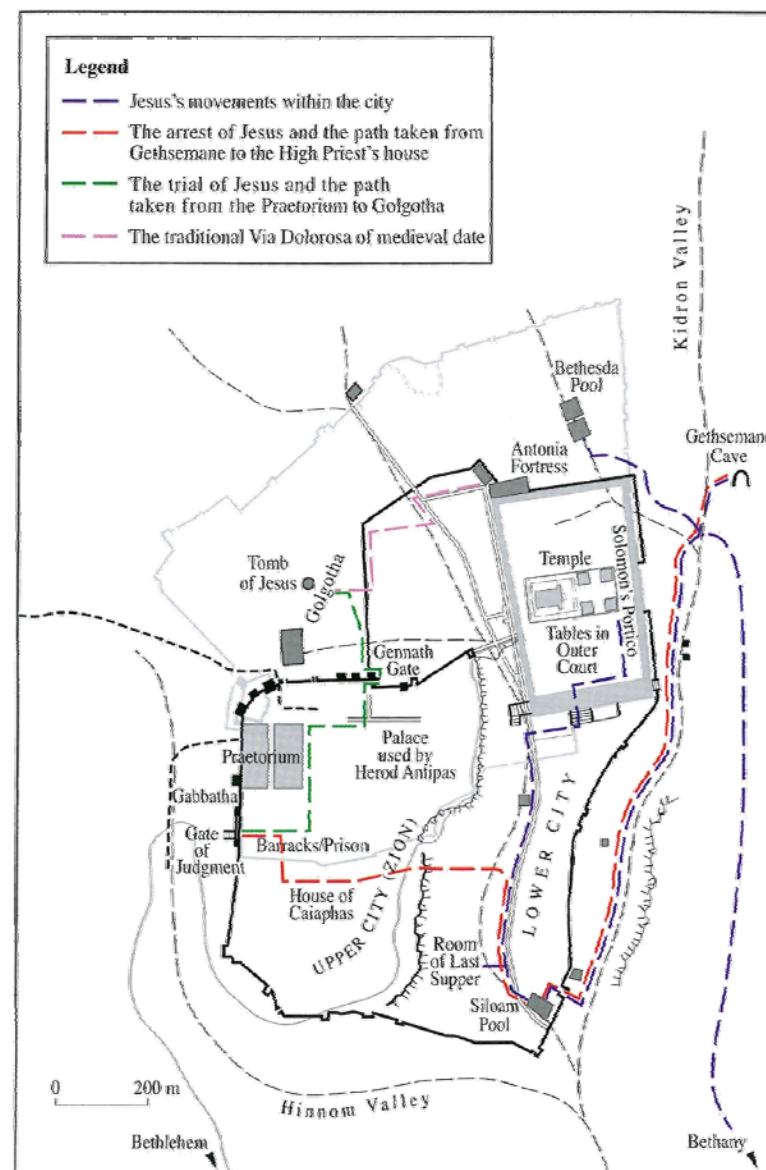 Legend
Jesus's movements within the city
The arrest of Jesus and the path taken from
Gethsemane to the High Priest's house
The trial of Jesus and the path
taken from the Praetorium to Golgotha
The traditional Via Dolorosa of medieval date
Kidron Valley
Bethesda
Pool
Gethsemane
Cave
Antonia
Fortress
Solomon's Portico
Temple
Tomb
of Jesus
Golgotha
Tables in
Outer
Court
Gennath
Gate
Palace
used by
Herod Antipas
Praetorium
Gabbatha
Gate
of
Judgment
Barracks/Prison
LOWER CITY
House of
Caiaphas
UPPER CITY (ZION)
Room
of Last
Supper
Siloam
Pool
0 200 m
Hinnom Valley
Bethlehem
Bethany